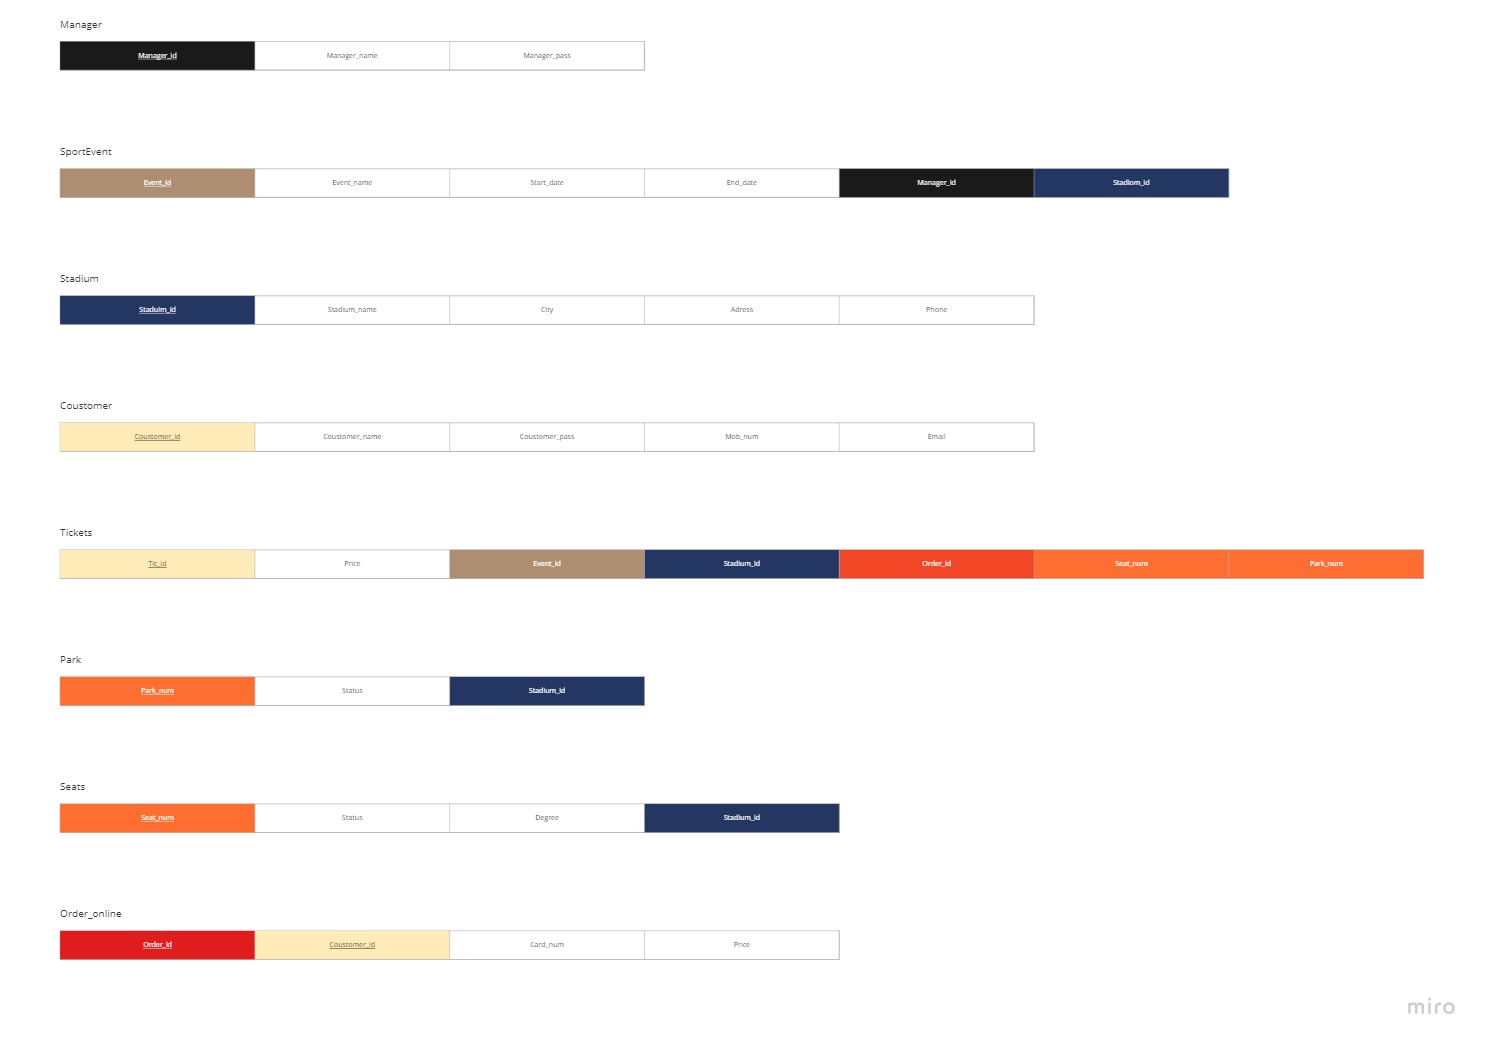 Manager
Manager_id Manager_name Manager_pass
SportEvent
Event_id Event_name Start_date End_date Manager_id Stadiom_id
Stadium
Staduim_id Stadium_name City Adress Phone
Coustomer
Coustomer_id Coustomer_name Coustomer_pass Mob_num Email
Tickets
Tic_id Price Event_id Stadium_id Order_id Seat_num Park_num
Park
Park_num Status Stadium_id
Seats
Seat_num Status Degree Stadium_id
Order_online
Order_id Coustomer_id Card_num Price
miro